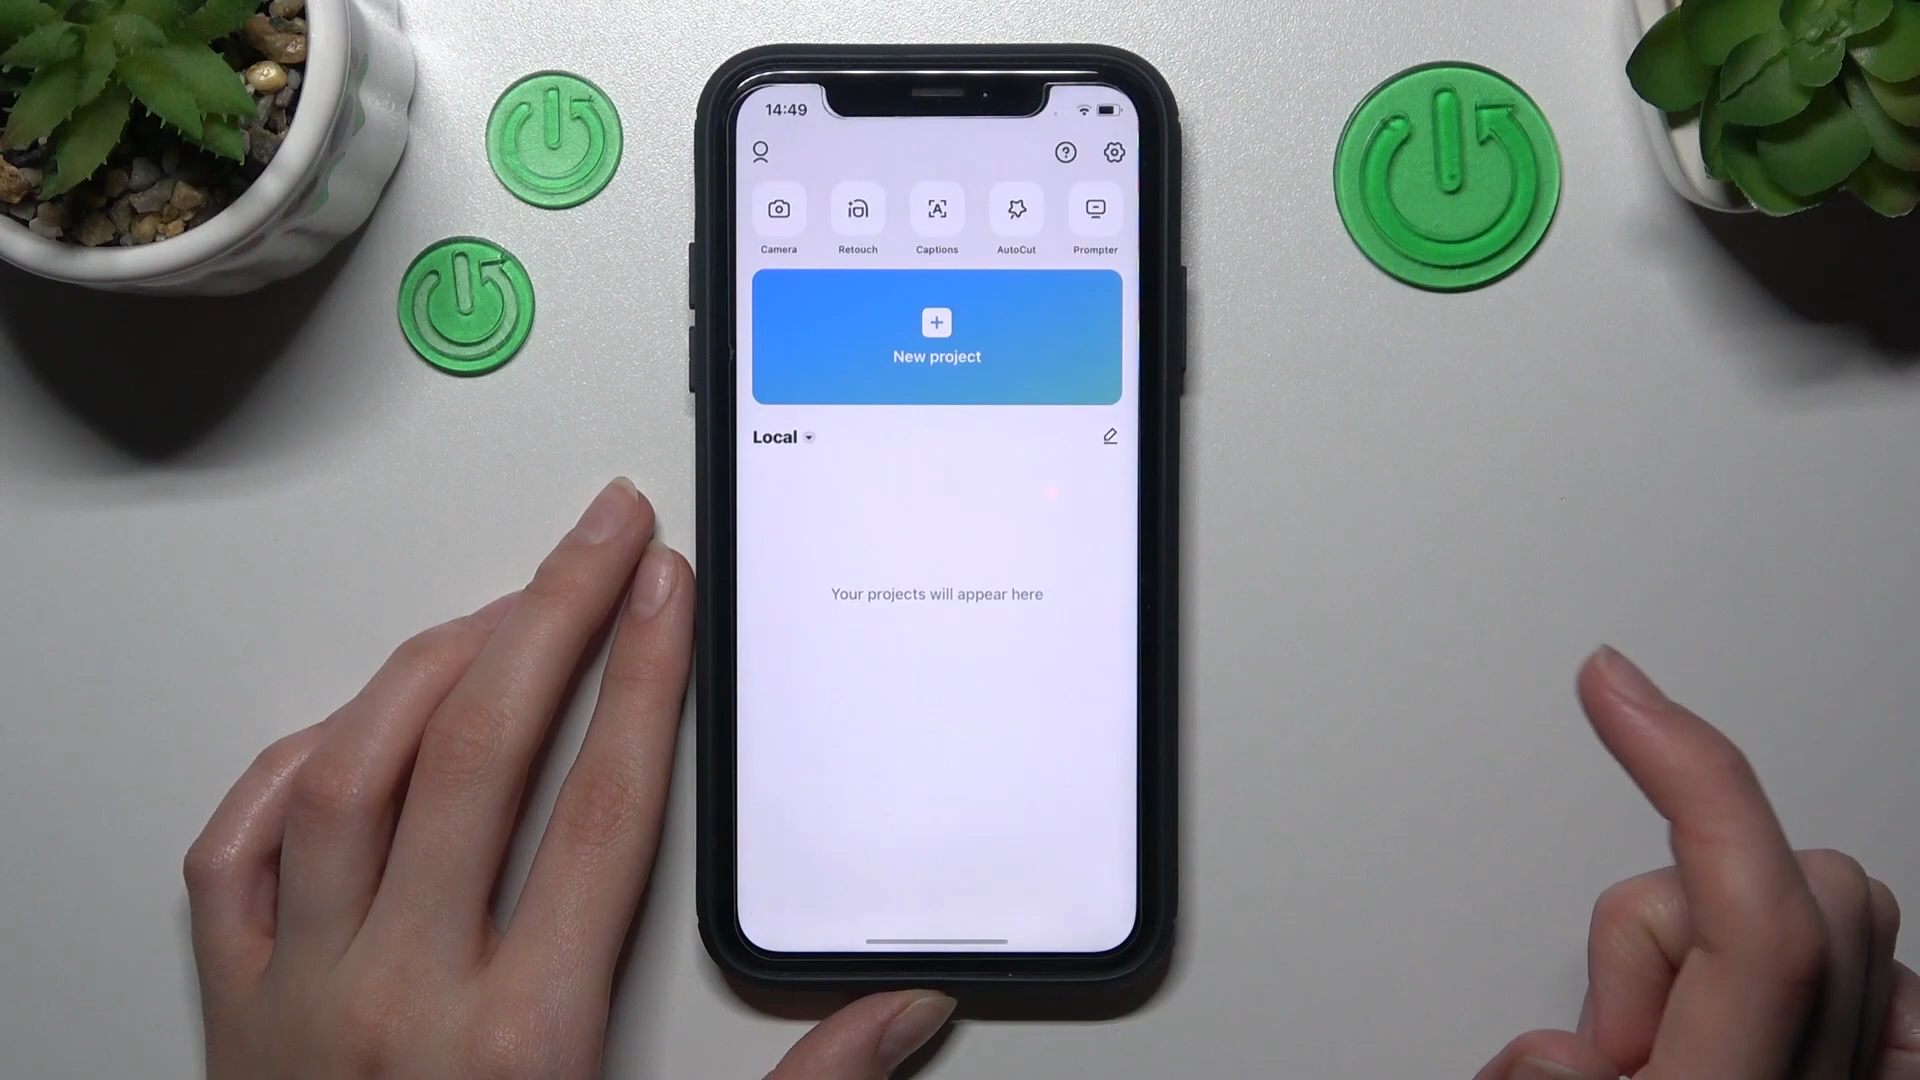 14:49
Camera Retouch Captions AutoCut Prompter
New project
Local
Your projects will appear here